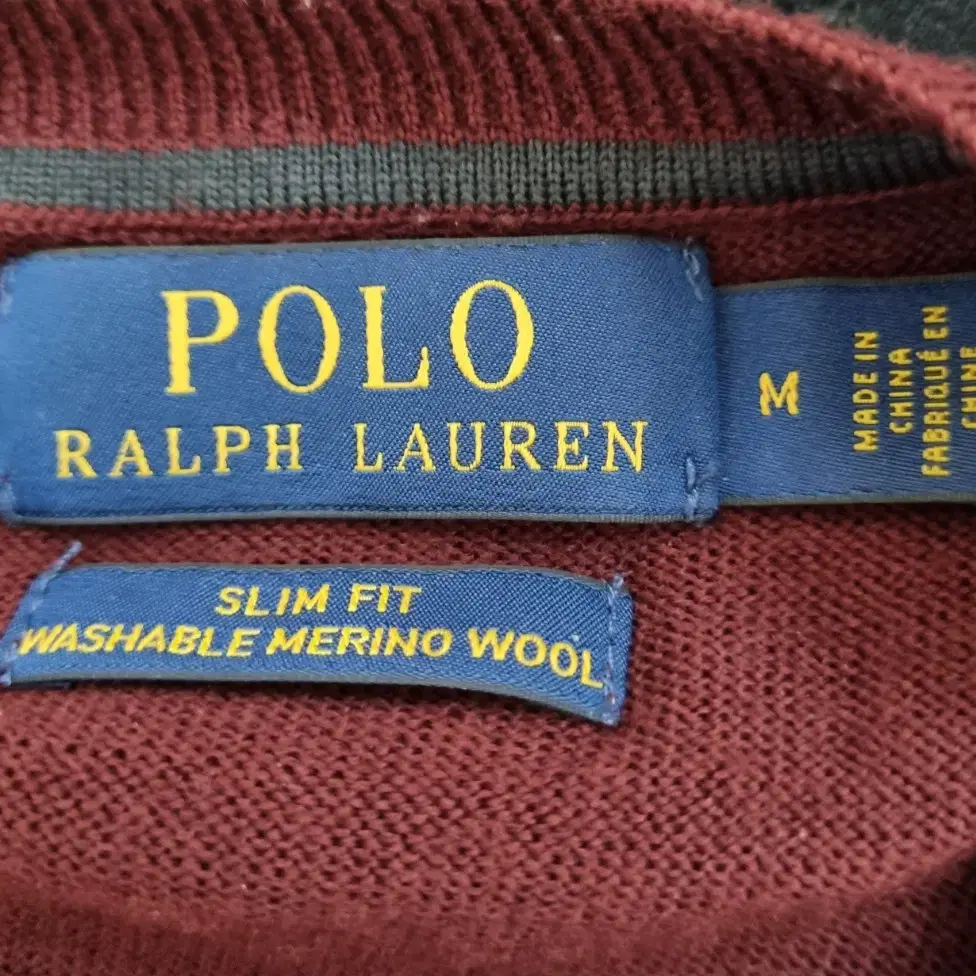 POLO
RALPH LAUREN
M
MADE IN
CHINA
FABRIQUÉ EN
CHINE
SLIM FIT
WASHABLE MERINO WOOL